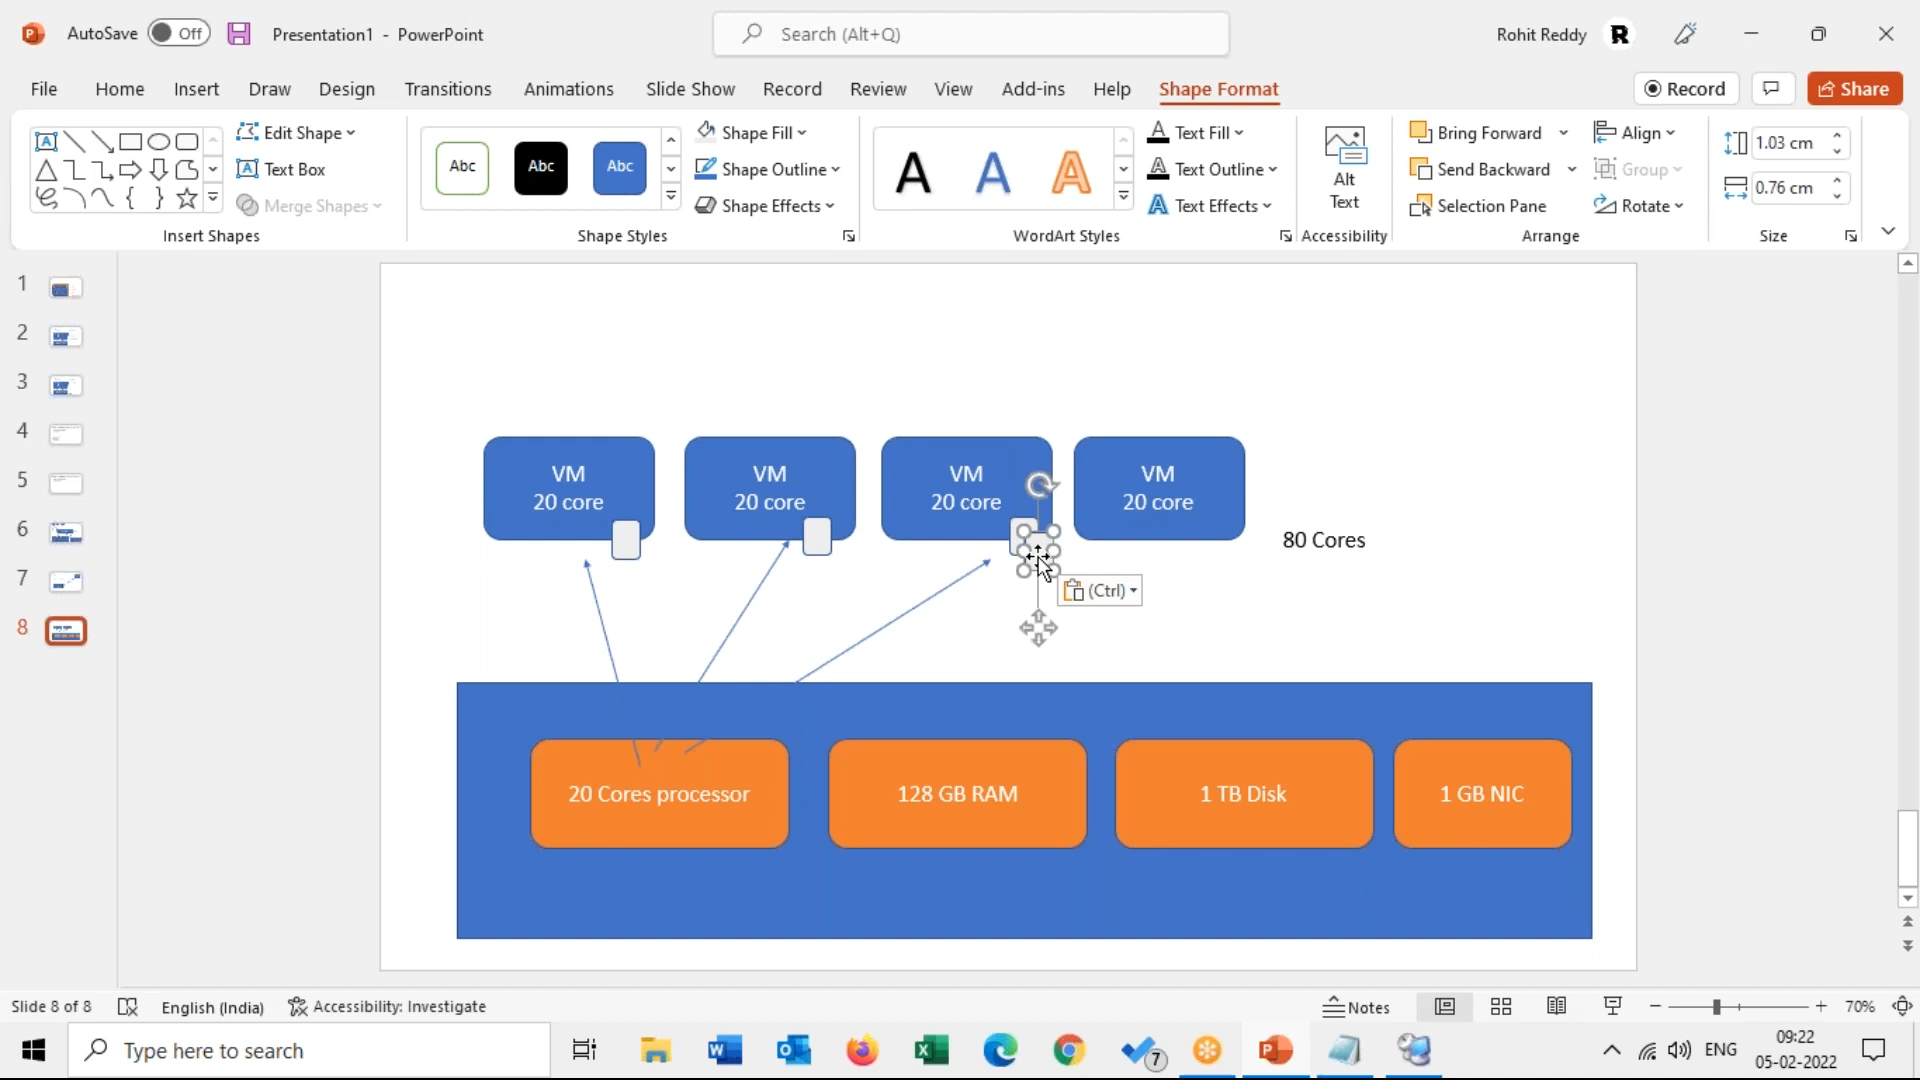 AutoSave Off Presentation1 - PowerPoint Search (Alt+Q) Rohit Reddy
File Home Insert Draw Design Transitions Animations Slide Show Record Review View Add-ins Help Shape Format Record Share
Edit Shape
Text Box
Merge Shapes
Insert Shapes
Abc Abc Abc
Shape Fill
Shape Outline
Shape Effects
Shape Styles
A A A
Text Fill
Text Outline
Text Effects
WordArt Styles
Alt
Text
Accessibility
Bring Forward
Send Backward
Selection Pane
Align
Group
Rotate
Arrange
1.03 cm
0.76 cm
Size
1
2
3
4
5
6
7
8
VM
20 core
VM
20 core
VM
20 core
VM
20 core
80 Cores
(Ctrl)
20 Cores processor
128 GB RAM
1 TB Disk
1 GB NIC
Slide 8 of 8 English (India) Accessibility: Investigate Notes 70%
Type here to search
7
ENG
09:22
05-02-2022